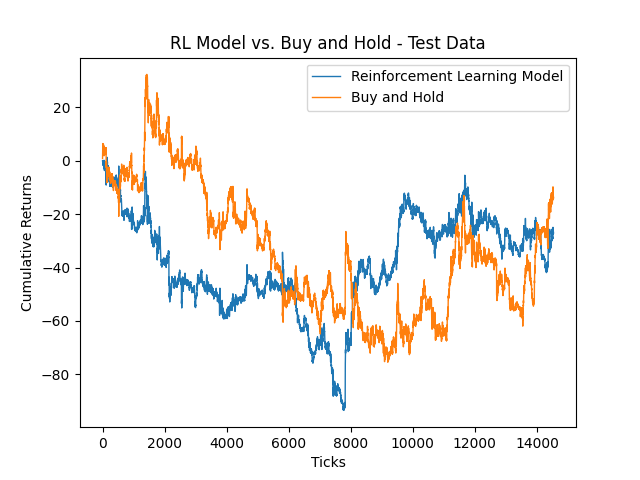 RL Model vs. Buy and Hold - Test Data
Reinforcement Learning Model
Buy and Hold
20
0
−20
−40
−60
−80
Cumulative Returns
0 2000 4000 6000 8000 10000 12000 14000
Ticks